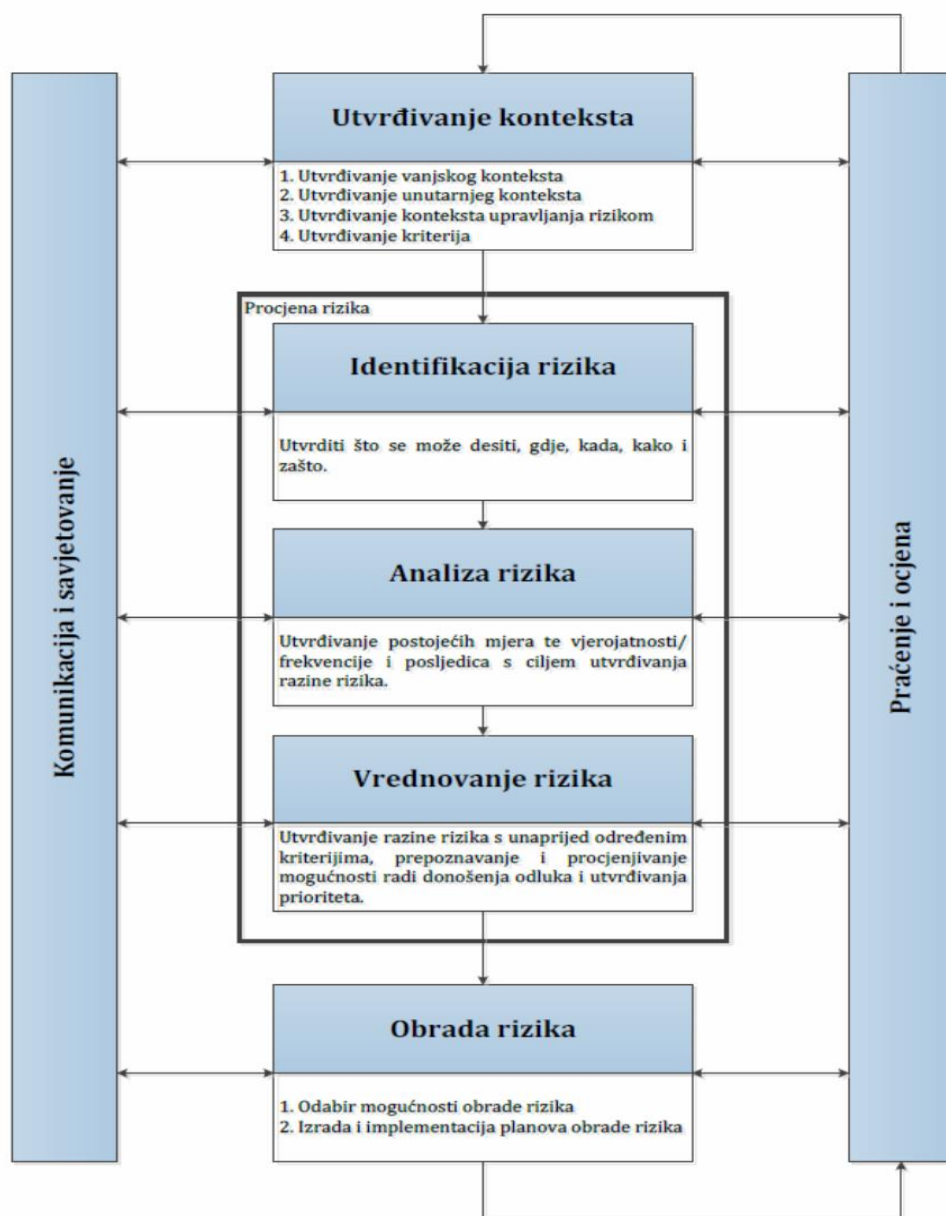 Utvrđivanje konteksta
1. Utvrđivanje vanjskog konteksta
2. Utvrđivanje unutarnjeg konteksta
3. Utvrđivanje konteksta upravljanja rizikom
4. Utvrđivanje kriterija
Procjena rizika
Identifikacija rizika
Utvrditi što se može desiti, gdje, kada, kako i
zašto.
Analiza rizika
Utvrđivanje postojećih mjera te vjerojatnosti/
frekvencije i posljedica s ciljem utvrđivanja
razine rizika.
Vrednovanje rizika
Utvrđivanje razine rizika s unaprijed određenim
kriterijima, prepoznavanje i procjenjivanje
mogućnosti radi donošenja odluka i utvrđivanja
prioriteta.
Obrada rizika
1. Odabir mogućnosti obrade rizika
2. Izrada i implementacija planova obrade rizika
Komunikacija i savjetovanje
Praćenje i ocjena